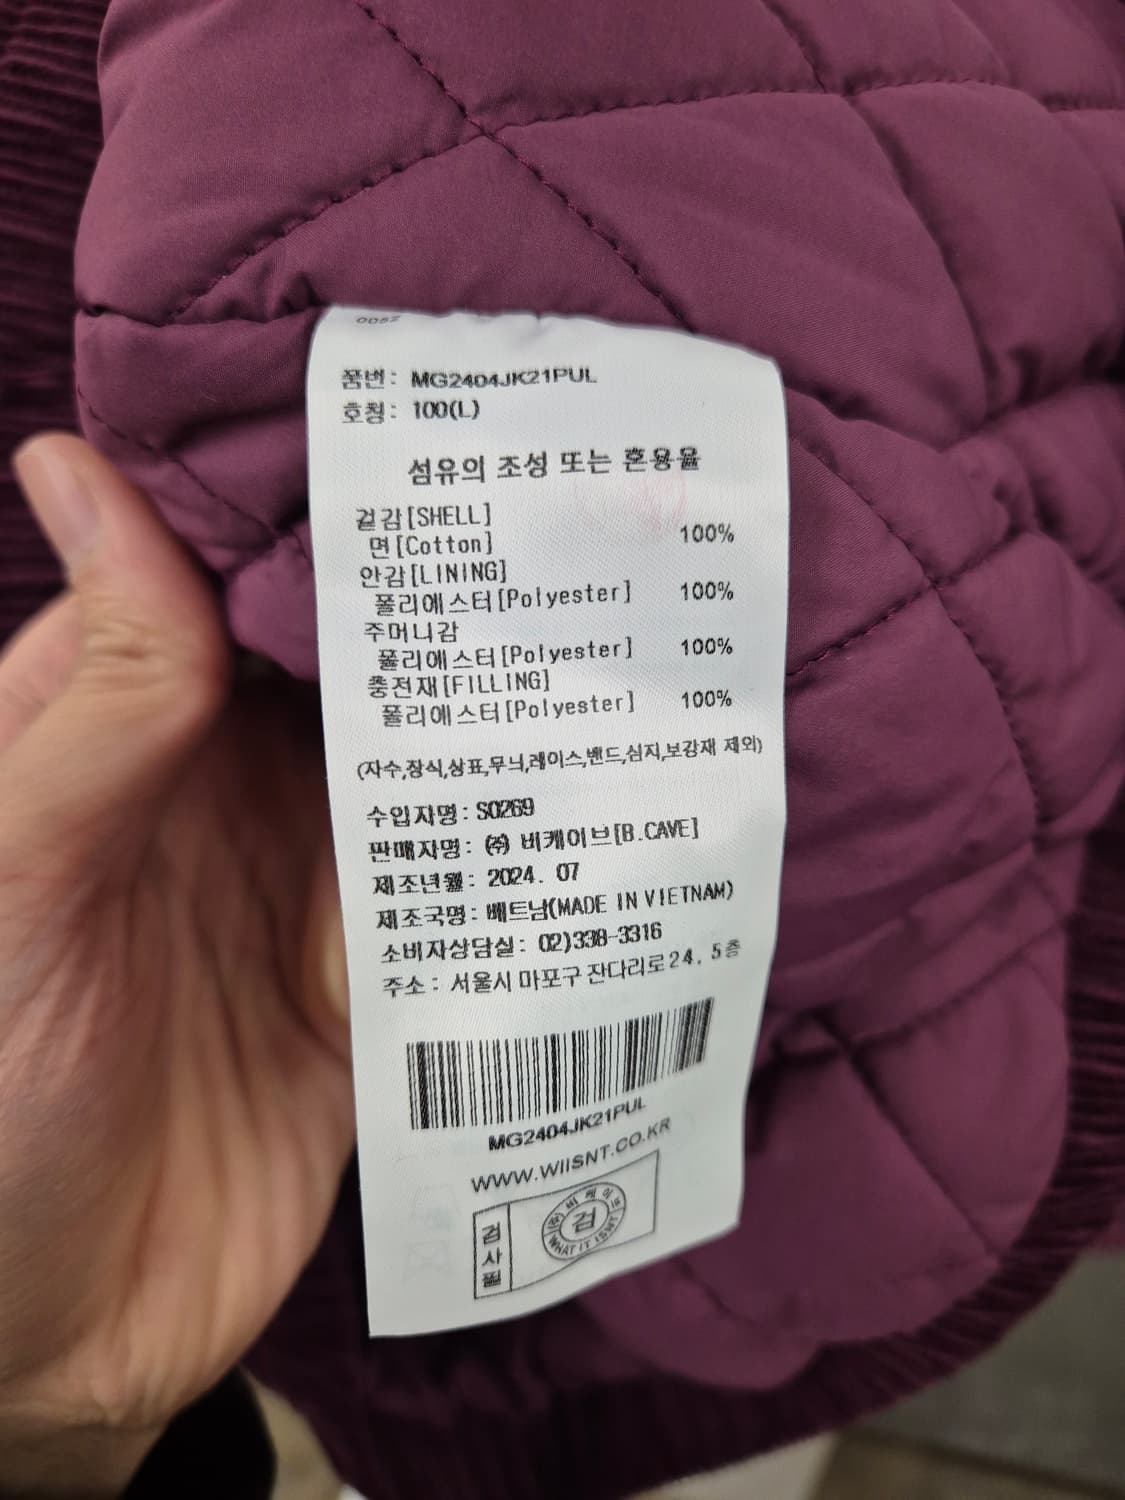 0052
품번: MG2404JK21PUL
호칭: 100(L)
섬유의 조성 또는 혼용율
겉감[SHELL]
면[Cotton] 100%
안감[LINING]
폴리에스터[Polyester] 100%
주머니감
폴리에스터[Polyester] 100%
충전재[FILLING]
폴리에스터[Polyester] 100%
(자수,장식,상표,무늬,레이스,밴드,심지,보강재 제외)
수입자명: S0269
판매자명: ㈜ 비케이브[B.CAVE]
제조년월: 2024. 07
제조국명: 베트남(MADE IN VIETNAM)
소비자상담실: 02)338-3316
주소: 서울시 마포구 잔다리로24, 5층
MG2404JK21PUL
WWW.WIISNT.CO.KR
검사필
㈜비케이브
검
WHAT IT ISNT